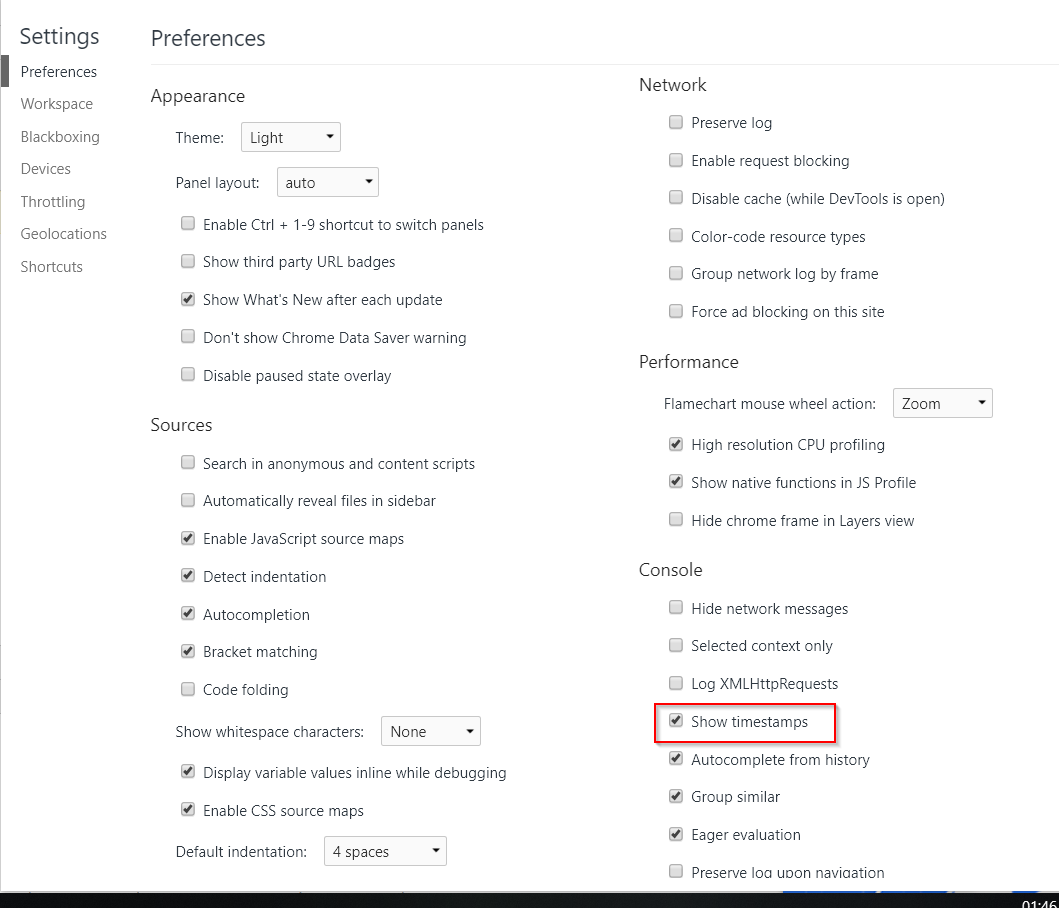 Settings
Preferences
Workspace
Blackboxing
Devices
Throttling
Geolocations
Shortcuts
Preferences
Appearance
Theme: Light
Panel layout: auto
Enable Ctrl + 1-9 shortcut to switch panels
Show third party URL badges
Show What's New after each update
Don't show Chrome Data Saver warning
Disable paused state overlay
Sources
Search in anonymous and content scripts
Automatically reveal files in sidebar
Enable JavaScript source maps
Detect indentation
Autocompletion
Bracket matching
Code folding
Show whitespace characters: None
Display variable values inline while debugging
Enable CSS source maps
Default indentation: 4 spaces
Network
Preserve log
Enable request blocking
Disable cache (while DevTools is open)
Color-code resource types
Group network log by frame
Force ad blocking on this site
Performance
Flamechart mouse wheel action: Zoom
High resolution CPU profiling
Show native functions in JS Profile
Hide chrome frame in Layers view
Console
Hide network messages
Selected context only
Log XMLHttpRequests
Show timestamps
Autocomplete from history
Group similar
Eager evaluation
Preserve log upon navigation
01:46